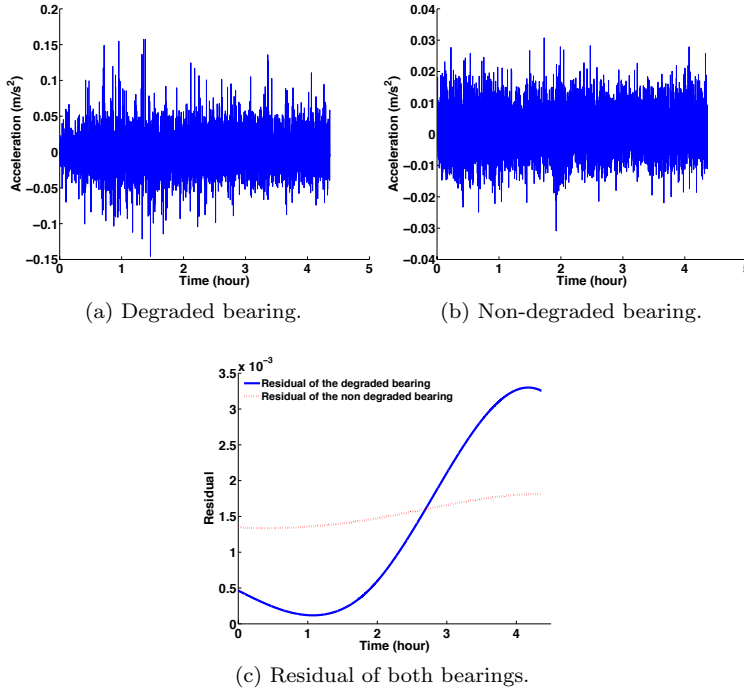 0.2
0.15
0.1
0.05
0
−0.05
−0.1
−0.15
Acceleration (m/s²)
0 1 2 3 4 5
Time (hour)
(a) Degraded bearing.
0.04
0.03
0.02
0.01
0
−0.01
−0.02
−0.03
−0.04
Acceleration (m/s²)
0 1 2 3 4 5
Time (hour)
(b) Non-degraded bearing.
x 10⁻³
3.5
3
2.5
2
1.5
1
0.5
0
Residual
Residual of the degraded bearing
Residual of the non degraded bearing
0 1 2 3 4
Time (hour)
(c) Residual of both bearings.